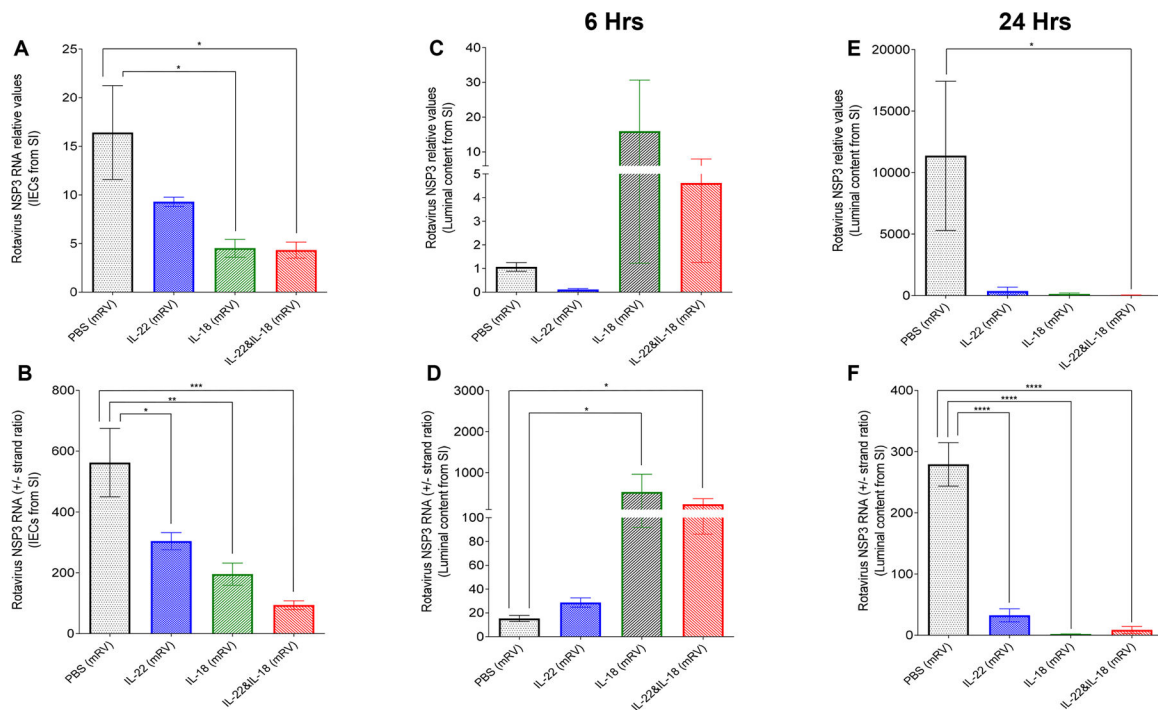 6 Hrs
24 Hrs
A
*
*
25
20
15
10
5
0
Rotavirus NSP3 RNA relative values
(IECs from SI)
PBS (mRV)
IL-22 (mRV)
IL-18 (mRV)
IL-22&IL-18 (mRV)
C
40
30
20
10
6
5
4
3
2
1
0
Rotavirus NSP3 relative values
(Luminal content from SI)
PBS (mRV)
IL-22 (mRV)
IL-18 (mRV)
IL-22&IL-18 (mRV)
E
*
20000
15000
10000
5000
0
Rotavirus NSP3 relative values
(Luminal content from SI)
PBS (mRV)
IL-22 (mRV)
IL-18 (mRV)
IL-22&IL-18 (mRV)
B
***
**
*
800
600
400
200
0
Rotavirus NSP3 RNA (+/- strand ratio)
(IECs from SI)
PBS (mRV)
IL-22 (mRV)
IL-18 (mRV)
IL-22&IL-18 (mRV)
D
*
*
3000
2000
1000
100
80
60
40
20
0
Rotavirus NSP3 RNA (+/- strand ratio)
(Luminal content from SI)
PBS (mRV)
IL-22 (mRV)
IL-18 (mRV)
IL-22&IL-18 (mRV)
F
****
****
****
400
300
200
100
0
Rotavirus NSP3 RNA (+/- strand ratio)
(Luminal content from SI)
PBS (mRV)
IL-22 (mRV)
IL-18 (mRV)
IL-22&IL-18 (mRV)